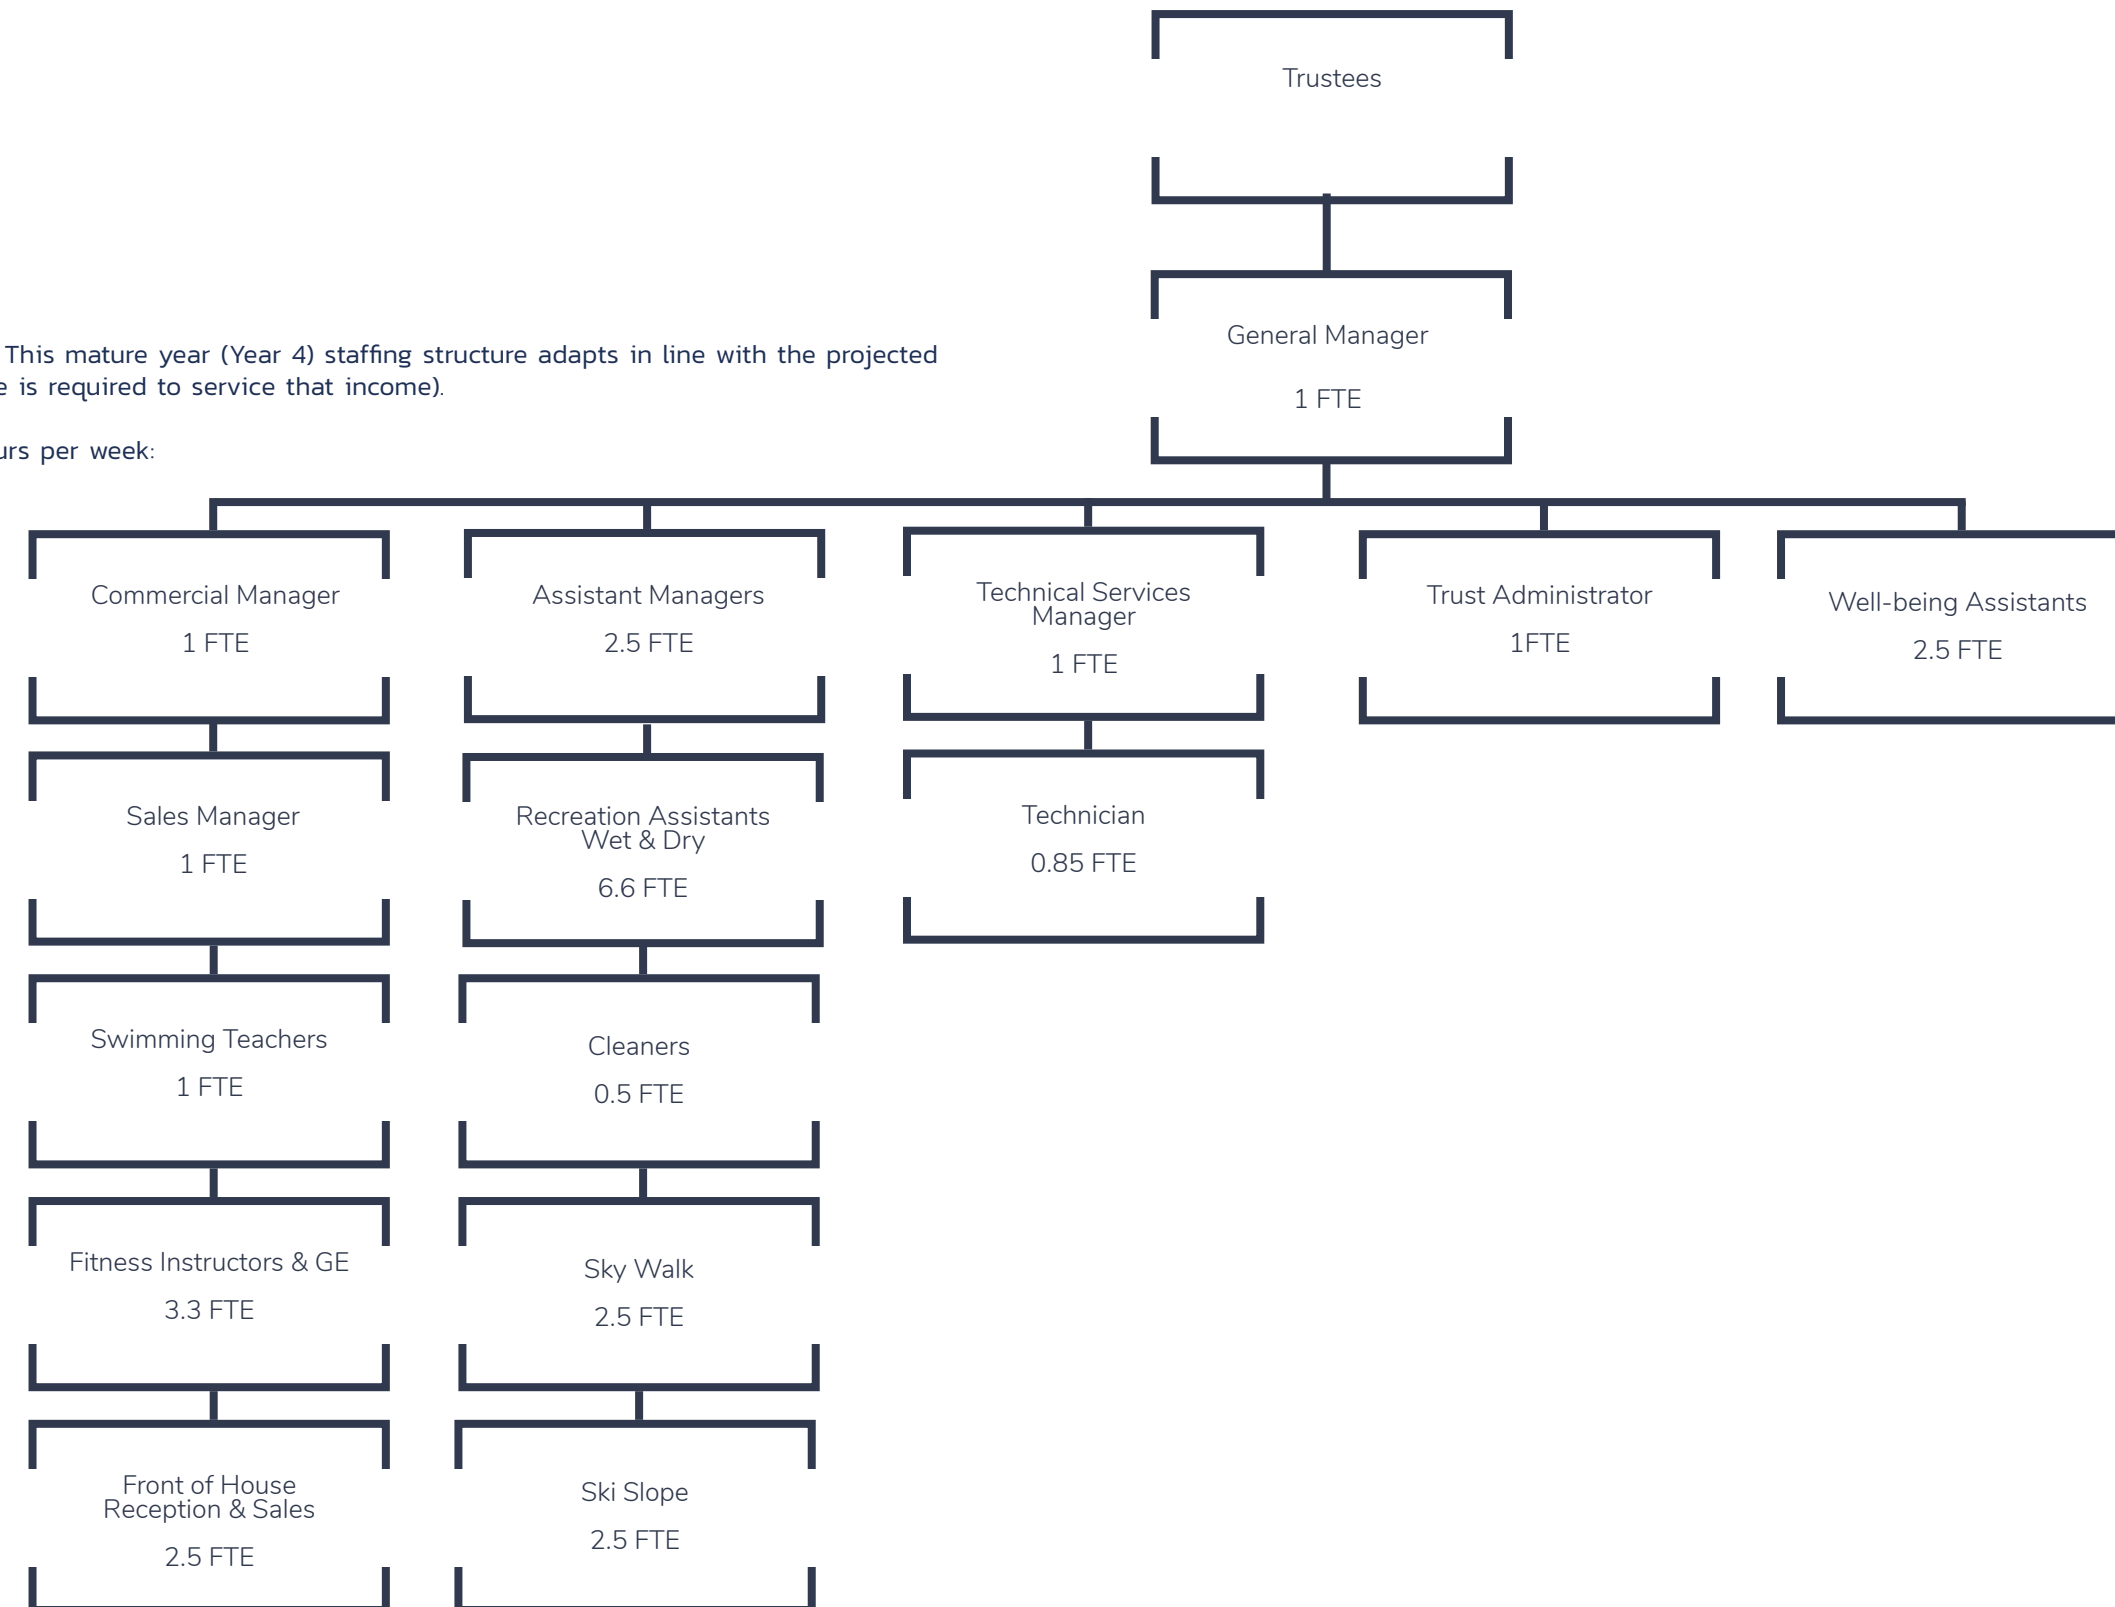 Trustees
General Manager
1 FTE
This mature year (Year 4) staffing structure adapts in line with the projected
is required to service that income).
per week:
Commercial Manager
1 FTE
Assistant Managers
2.5 FTE
Technical Services
Manager
1 FTE
Trust Administrator
1FTE
Well-being Assistants
2.5 FTE
Sales Manager
1 FTE
Recreation Assistants
Wet & Dry
6.6 FTE
Technician
0.85 FTE
Swimming Teachers
1 FTE
Cleaners
0.5 FTE
Fitness Instructors & GE
3.3 FTE
Sky Walk
2.5 FTE
Front of House
Reception & Sales
2.5 FTE
Ski Slope
2.5 FTE